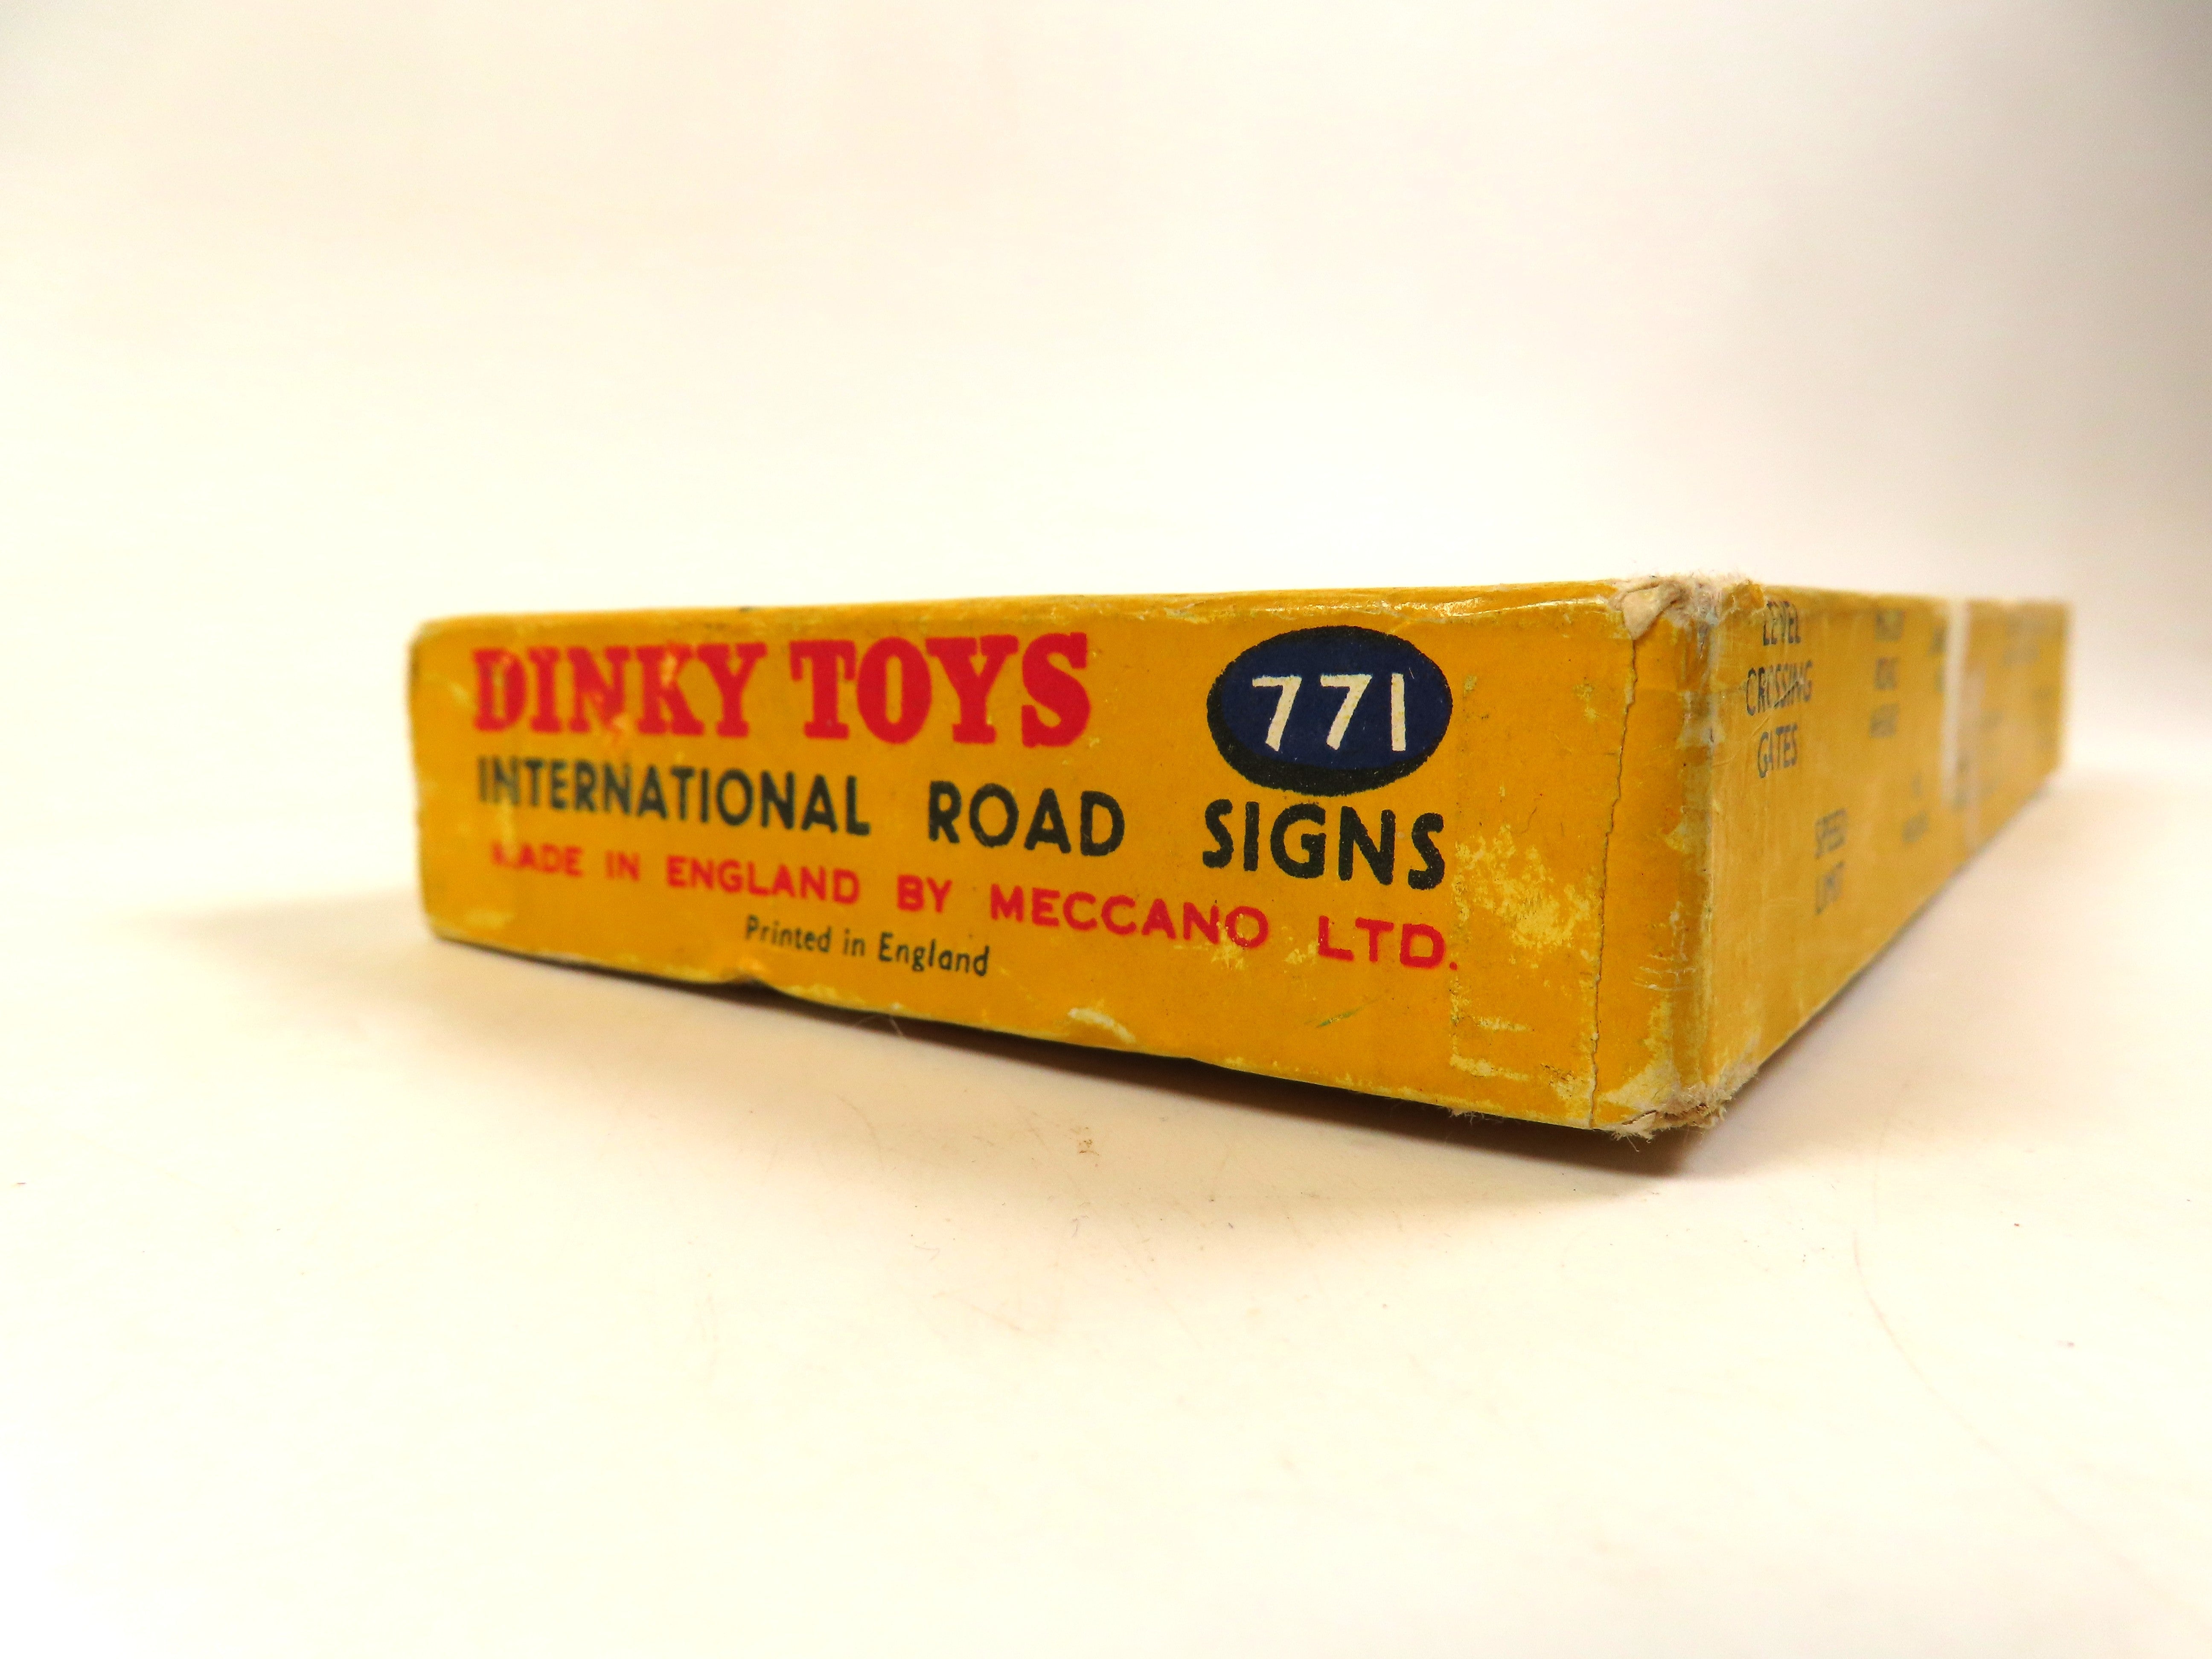 DINKY TOYS
771
INTERNATIONAL ROAD SIGNS
MADE IN ENGLAND BY MECCANO LTD.
Printed in England
LEVEL
CROSSING
GATES
SPEED
LIMIT